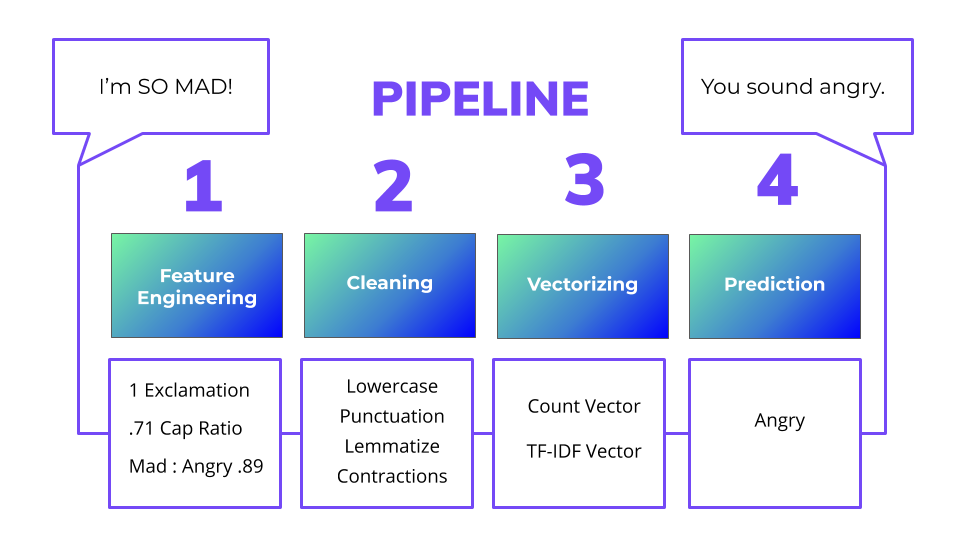 I'm SO MAD!
PIPELINE
You sound angry.
1
2
3
4
Feature
Engineering
Cleaning
Vectorizing
Prediction
1 Exclamation
.71 Cap Ratio
Mad : Angry .89
Lowercase
Punctuation
Lemmatize
Contractions
Count Vector
TF-IDF Vector
Angry